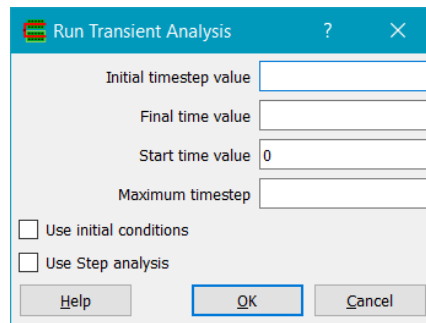 Run Transient Analysis ?
Initial timestep value
Final time value
Start time value 0
Maximum timestep
Use initial conditions
Use Step analysis
Help OK Cancel